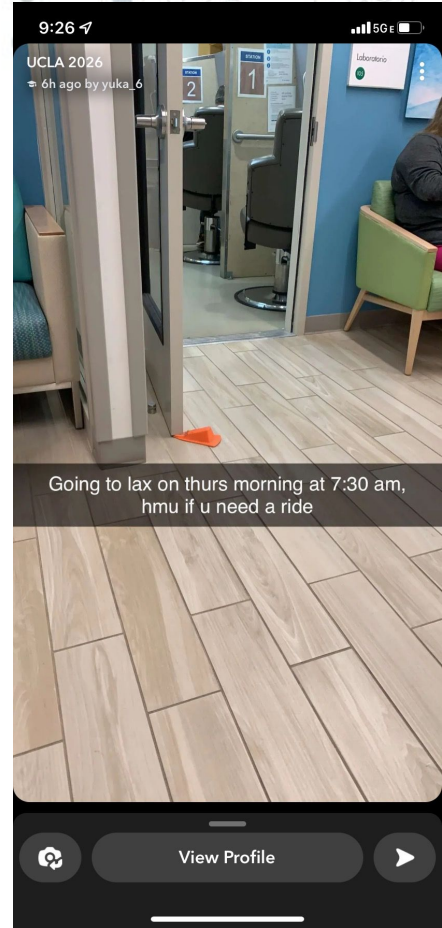 9:26
5GE
UCLA 2026
6h ago by yuka_6
STATION
2
STATION
1
Laboratorio
Going to lax on thurs morning at 7:30 am,
hmu if u need a ride
View Profile